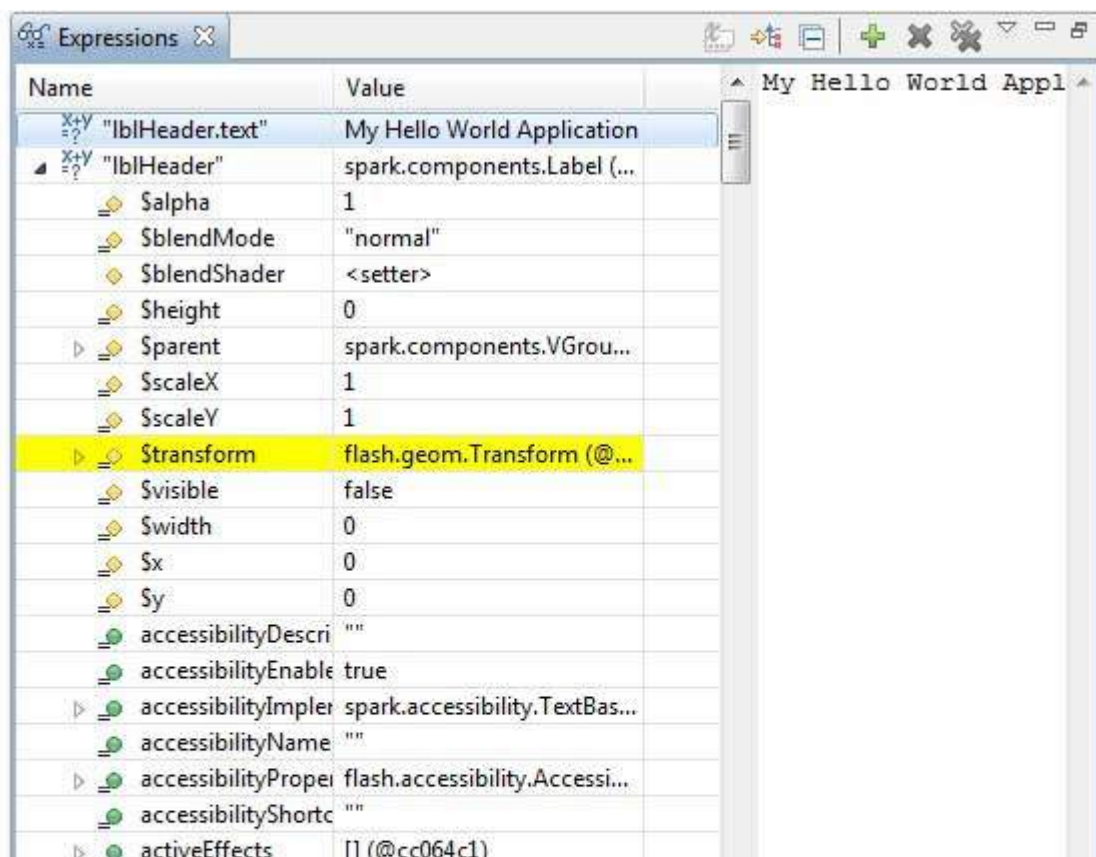 Expressions
Name Value
"lblHeader.text" My Hello World Application
"lblHeader" spark.components.Label (...
$alpha 1
$blendMode "normal"
$blendShader <setter>
$height 0
$parent spark.components.VGrou...
$scaleX 1
$scaleY 1
$transform flash.geom.Transform (@...
$visible false
$width 0
$x 0
$y 0
accessibilityDescri ""
accessibilityEnable true
accessibilityImpler spark.accessibility.TextBas...
accessibilityName ""
accessibilityProper flash.accessibility.Accessi...
accessibilityShortc ""
activeEffects [] (@cc064c1)
My Hello World Appl